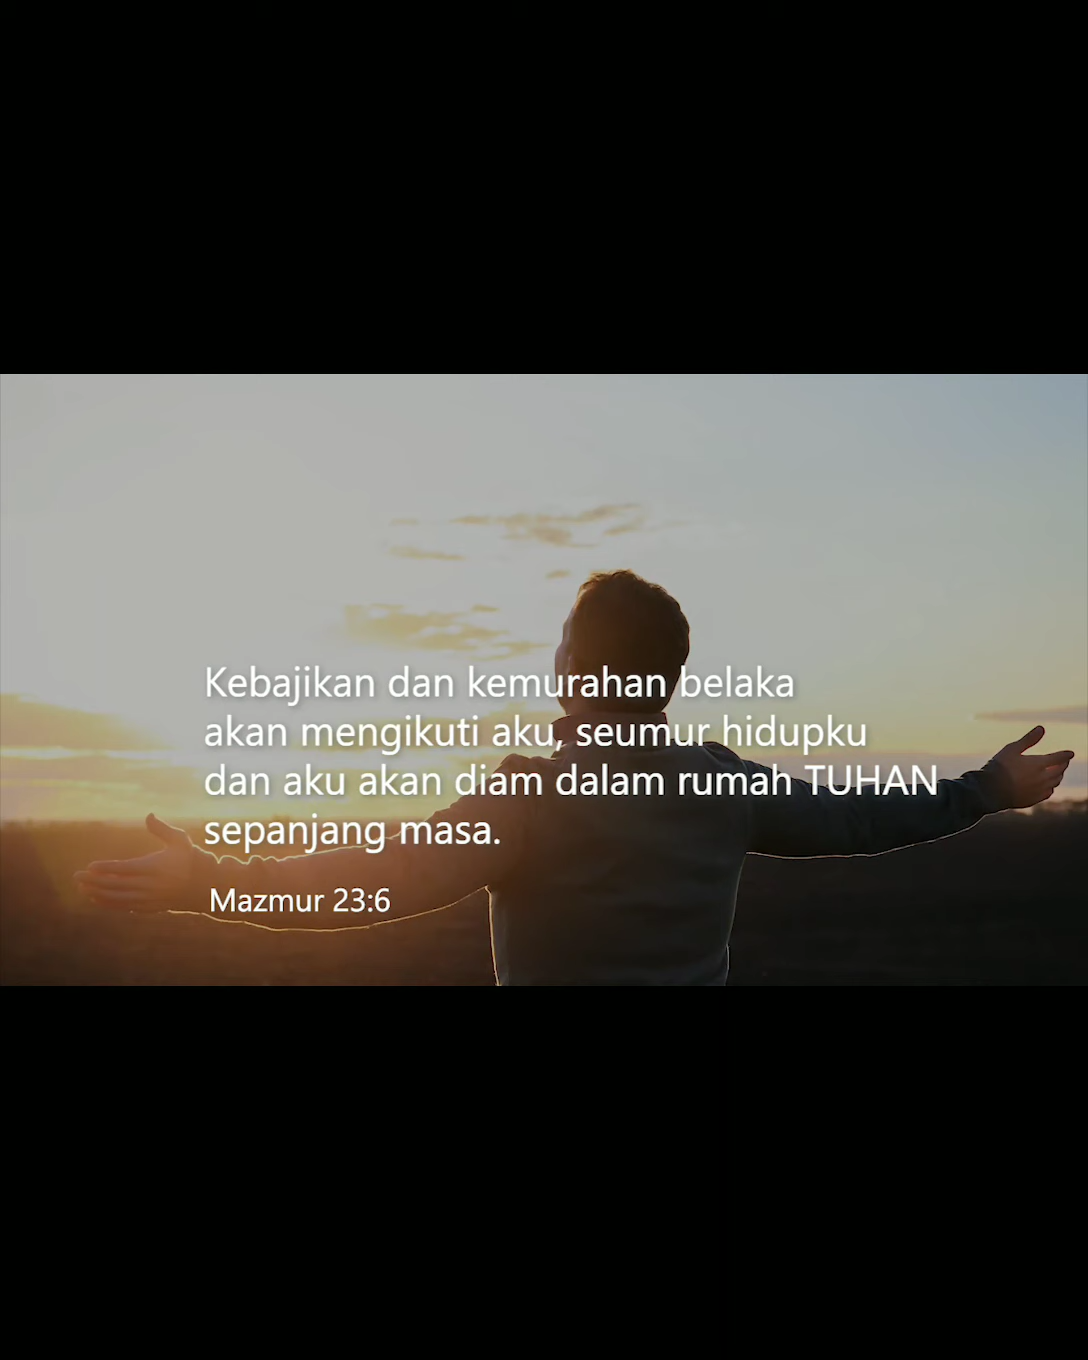 Kebajikan dan kemurahan belaka
akan mengikuti aku, seumur hidupku
dan aku akan diam dalam rumah TUHAN
sepanjang masa.
Mazmur 23:6